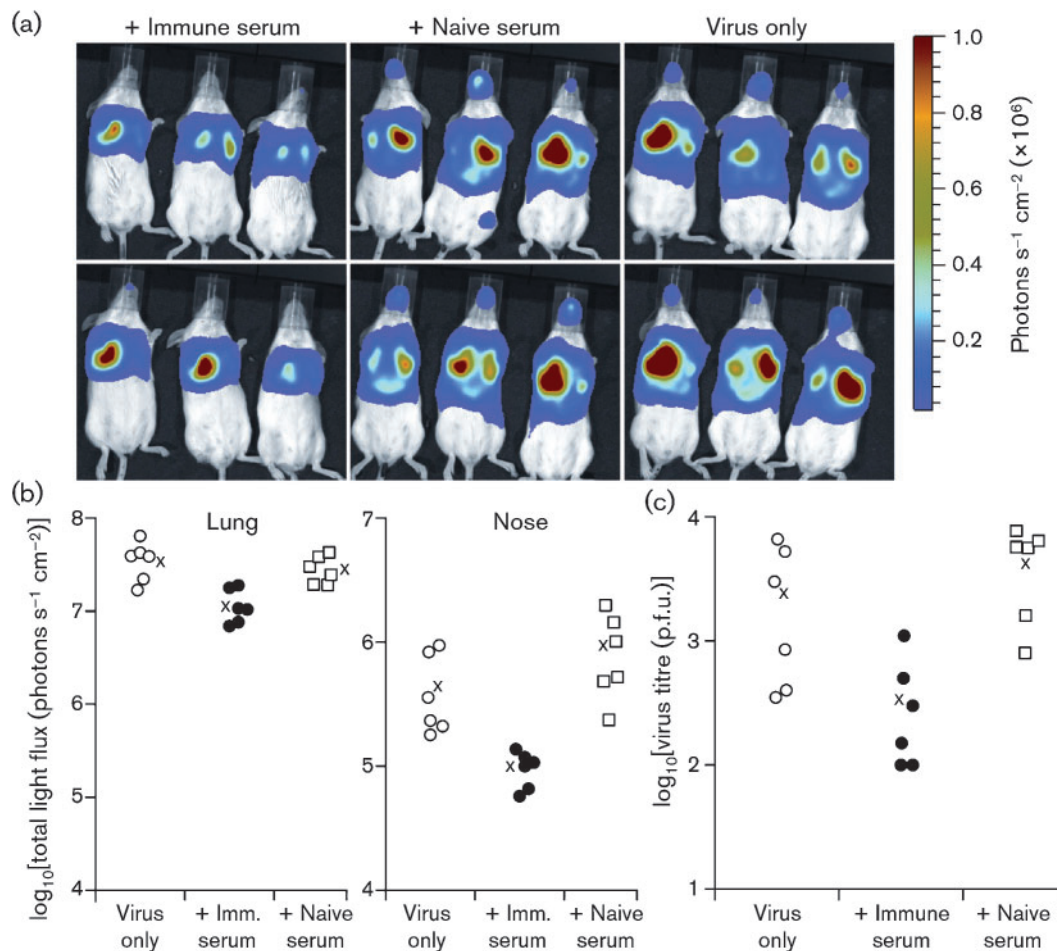 (a)
+ Immune serum
+ Naive serum
Virus only
1.0
0.8
0.6
0.4
0.2
Photons s⁻¹ cm⁻² (× 10⁶)
(b)
Lung
log₁₀[total light flux (photons s⁻¹ cm⁻²)]
8
7
6
5
4
Virus only
+ Imm. serum
+ Naive serum
Nose
7
6
5
4
Virus only
+ Imm. serum
+ Naive serum
(c)
log₁₀[virus titre (p.f.u.)]
4
3
2
1
Virus only
+ Immune serum
+ Naive serum